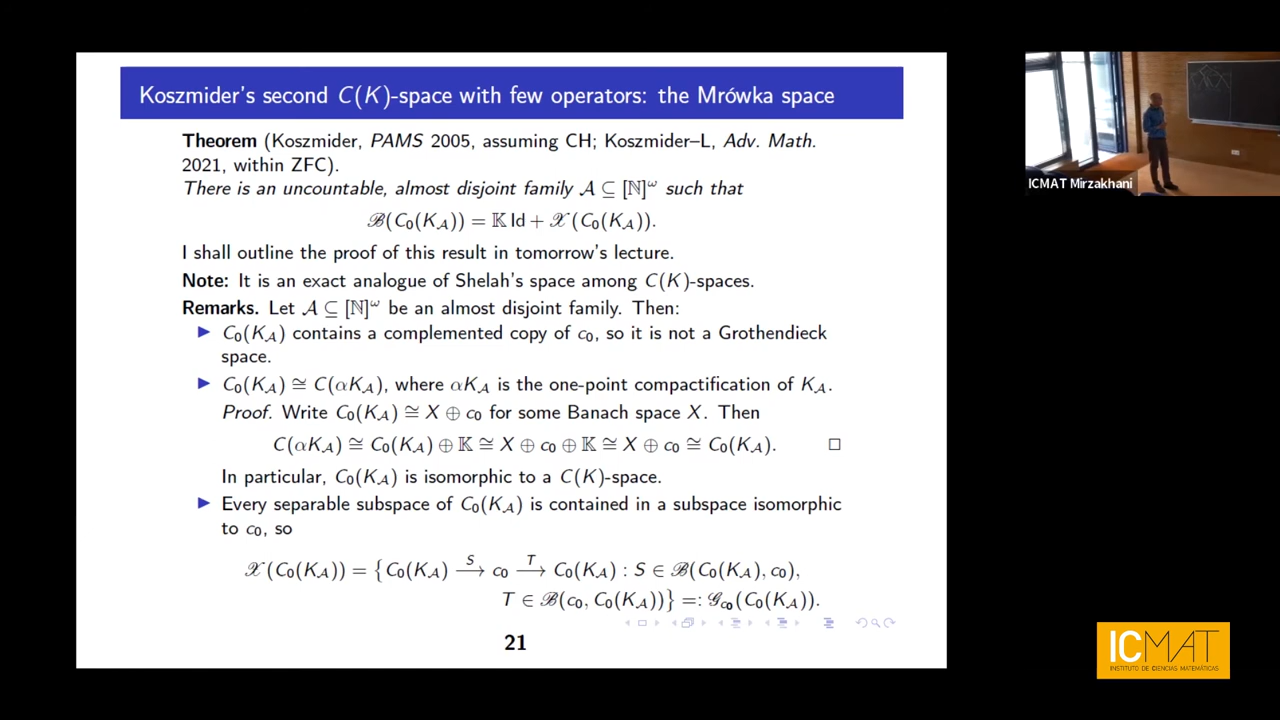 Koszmider's second C(K)-space with few operators: the Mrówka space
Theorem (Koszmider, PAMS 2005, assuming CH; Koszmider–L, Adv. Math.
2021, within ZFC).
There is an uncountable, almost disjoint family 𝒜 ⊆ [ℕ]^ω such that
ℬ(C₀(K_𝒜)) = 𝕂 Id + 𝒳(C₀(K_𝒜)).
I shall outline the proof of this result in tomorrow's lecture.
Note: It is an exact analogue of Shelah's space among C(K)-spaces.
Remarks. Let 𝒜 ⊆ [ℕ]^ω be an almost disjoint family. Then:
▶ C₀(K_𝒜) contains a complemented copy of c₀, so it is not a Grothendieck
space.
▶ C₀(K_𝒜) ≅ C(αK_𝒜), where αK_𝒜 is the one-point compactification of K_𝒜.
Proof. Write C₀(K_𝒜) ≅ X ⊕ c₀ for some Banach space X. Then
C(αK_𝒜) ≅ C₀(K_𝒜) ⊕ 𝕂 ≅ X ⊕ c₀ ⊕ 𝕂 ≅ X ⊕ c₀ ≅ C₀(K_𝒜). □
In particular, C₀(K_𝒜) is isomorphic to a C(K)-space.
▶ Every separable subspace of C₀(K_𝒜) is contained in a subspace isomorphic
to c₀, so
𝒳(C₀(K_𝒜)) = {C₀(K_𝒜) —S→ c₀ —T→ C₀(K_𝒜) : S ∈ ℬ(C₀(K_𝒜), c₀),
T ∈ ℬ(c₀, C₀(K_𝒜))} =: 𝒢_c₀(C₀(K_𝒜)).
21
ICMAT Mirzakhani
ICMAT
INSTITUTO DE CIENCIAS MATEMÁTICAS